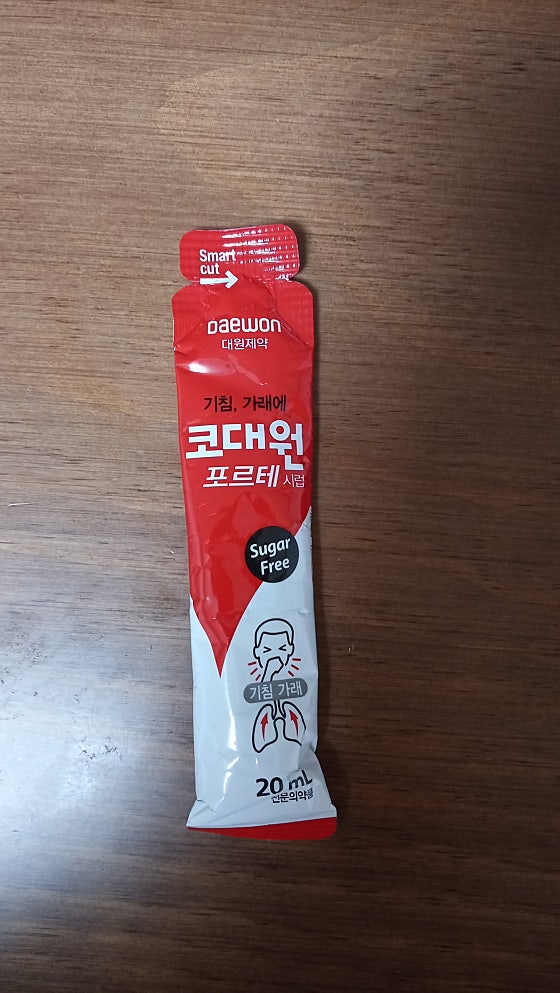 Smart
cut
DAEWON
대원제약
기침, 가래에
코대원
포르테 시럽
Sugar
Free
기침 가래
20 mL
전문의약품